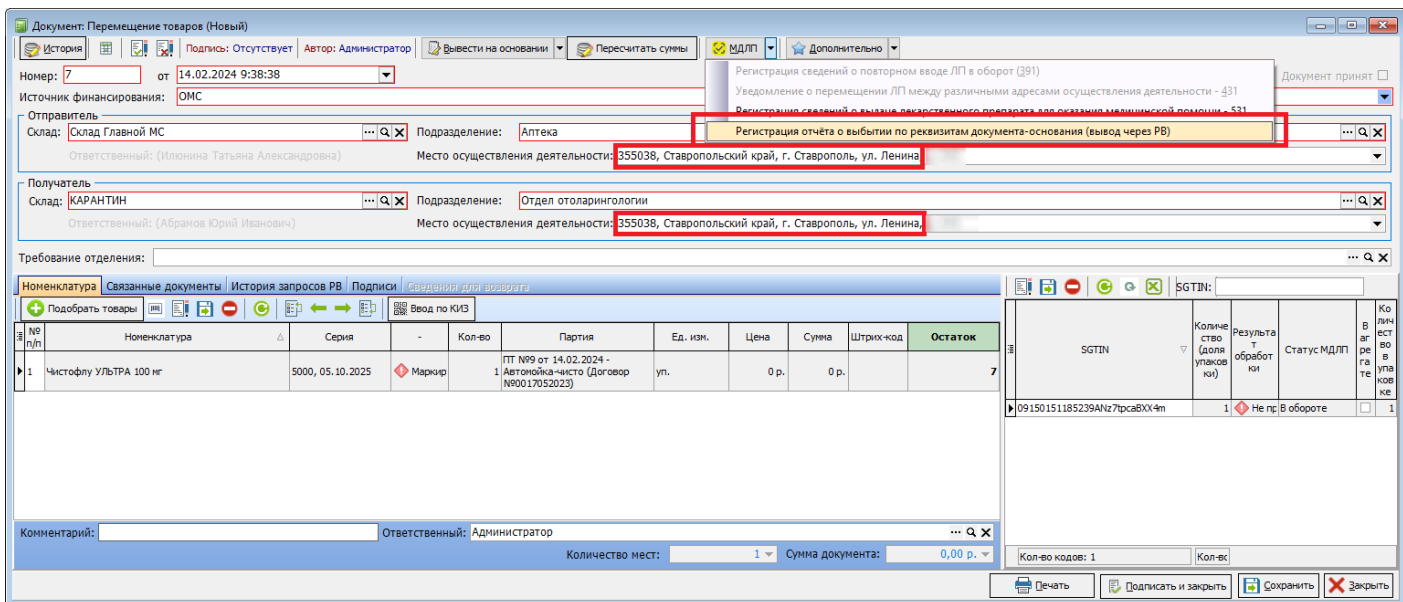 Документ: Перемещение товаров (Новый)
История Подпись: Отсутствует Автор: Администратор Вывести на основании Пересчитать суммы МДЛП Дополнительно
Номер: 7 от 14.02.2024 9:38:38 Документ принят
Источник финансирования: ОМС
Регистрация сведений о повторном вводе ЛП в оборот (391)
Уведомление о перемещении ЛП между различными адресами осуществления деятельности - 431
Регистрация сведений о выдаче лекарственного препарата для оказания медицинской помощи - 531
Регистрация отчёта о выбытии по реквизитам документа-основания (вывод через РВ)
Отправитель
Склад: Склад Главной МС Подразделение: Аптека
Ответственный: (Илюнина Татьяна Александровна) Место осуществления деятельности: 355038, Ставропольский край, г. Ставрополь, ул. Ленина,
Получатель
Склад: КАРАНТИН Подразделение: Отдел отоларингологии
Ответственный: (Абрамов Юрий Иванович) Место осуществления деятельности: 355038, Ставропольский край, г. Ставрополь, ул. Ленина,
Требование отделения:
Номенклатура Связанные документы История запросов РВ Подписи Сведения для возврата
Подобрать товары Ввод по КИЗ
№ п/п Номенклатура Серия - Кол-во Партия Ед. изм. Цена Сумма Штрих-код Остаток
1 Чистофлу УЛЬТРА 100 мг 5000, 05.10.2025 Маркир 1 ПТ №9 от 14.02.2024 - Автомойка-чисто (Договор №0017052023) уп. 0 р. 0 р. 7
SGTIN:
SGTIN Количество (доля упаковки) Результат обработки Статус МДЛП В агрегате Количество в упаковке
09150151185239ANz7tpcaBXX4m 1 Не пр В обороте 1
Комментарий: Ответственный: Администратор
Количество мест: 1 Сумма документа: 0,00 р.
Кол-во кодов: 1 Кол-вс
Печать Подписать и закрыть Сохранить Закрыть